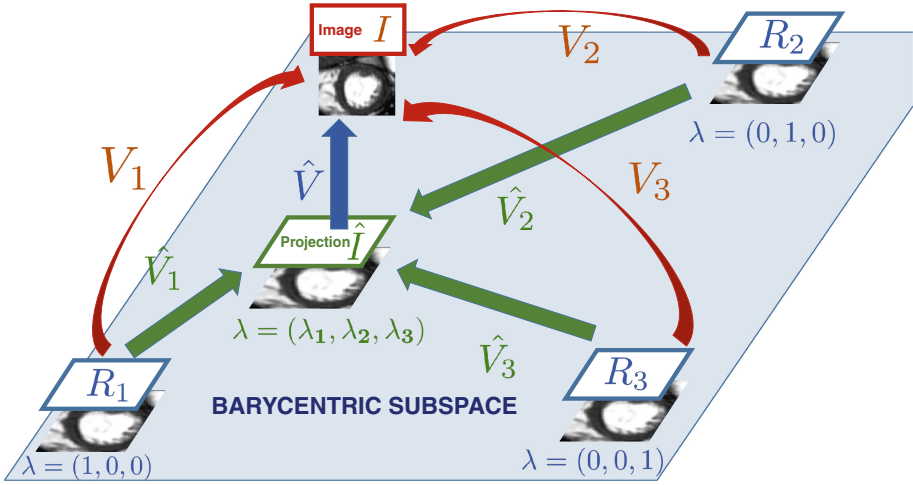 Image I
R₂
V₂
λ = (0, 1, 0)
V₁
V̂
V₃
V̂₂
Projection Î
V̂₁
λ = (λ₁, λ₂, λ₃)
V̂₃
R₁
R₃
BARYCENTRIC SUBSPACE
λ = (1, 0, 0)
λ = (0, 0, 1)